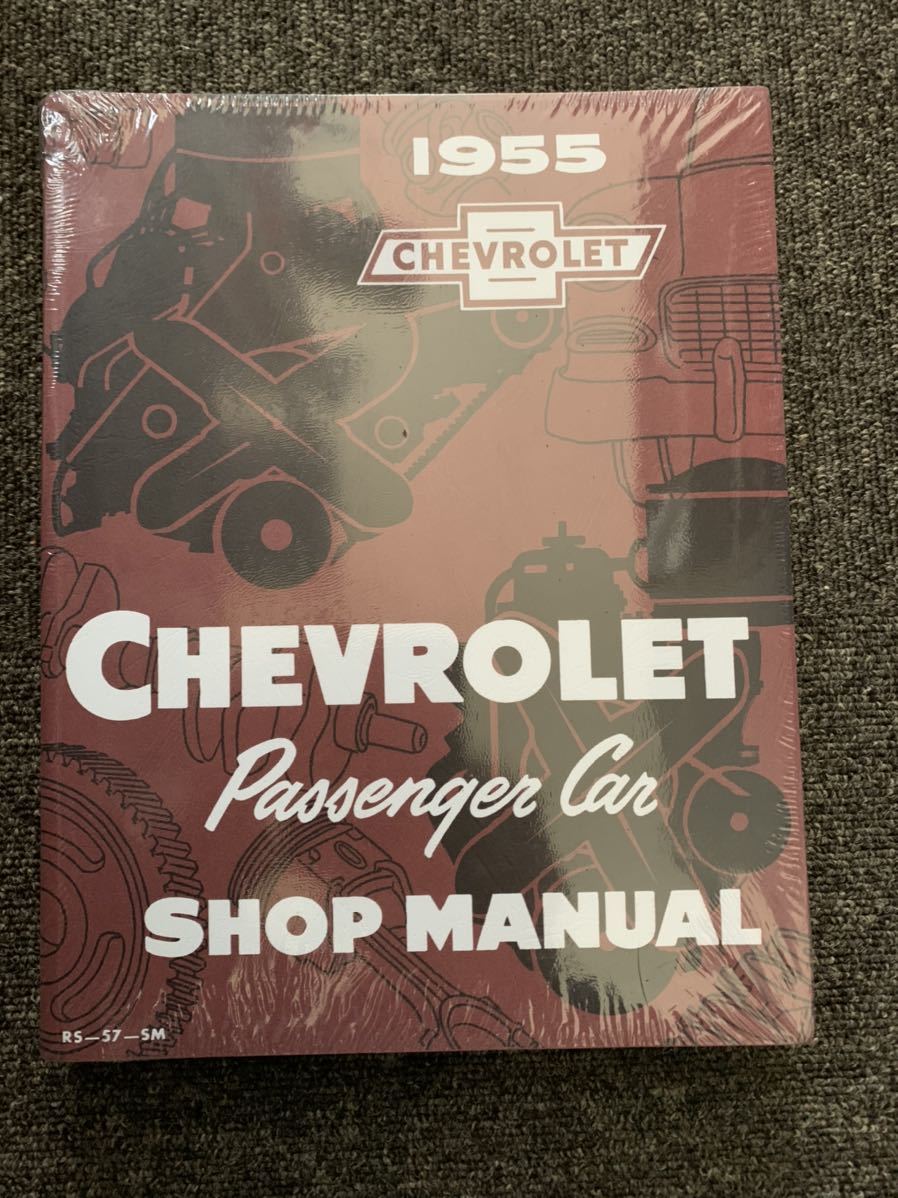 1955
CHEVROLET
CHEVROLET
Passenger Car
SHOP MANUAL
RS—57—SM